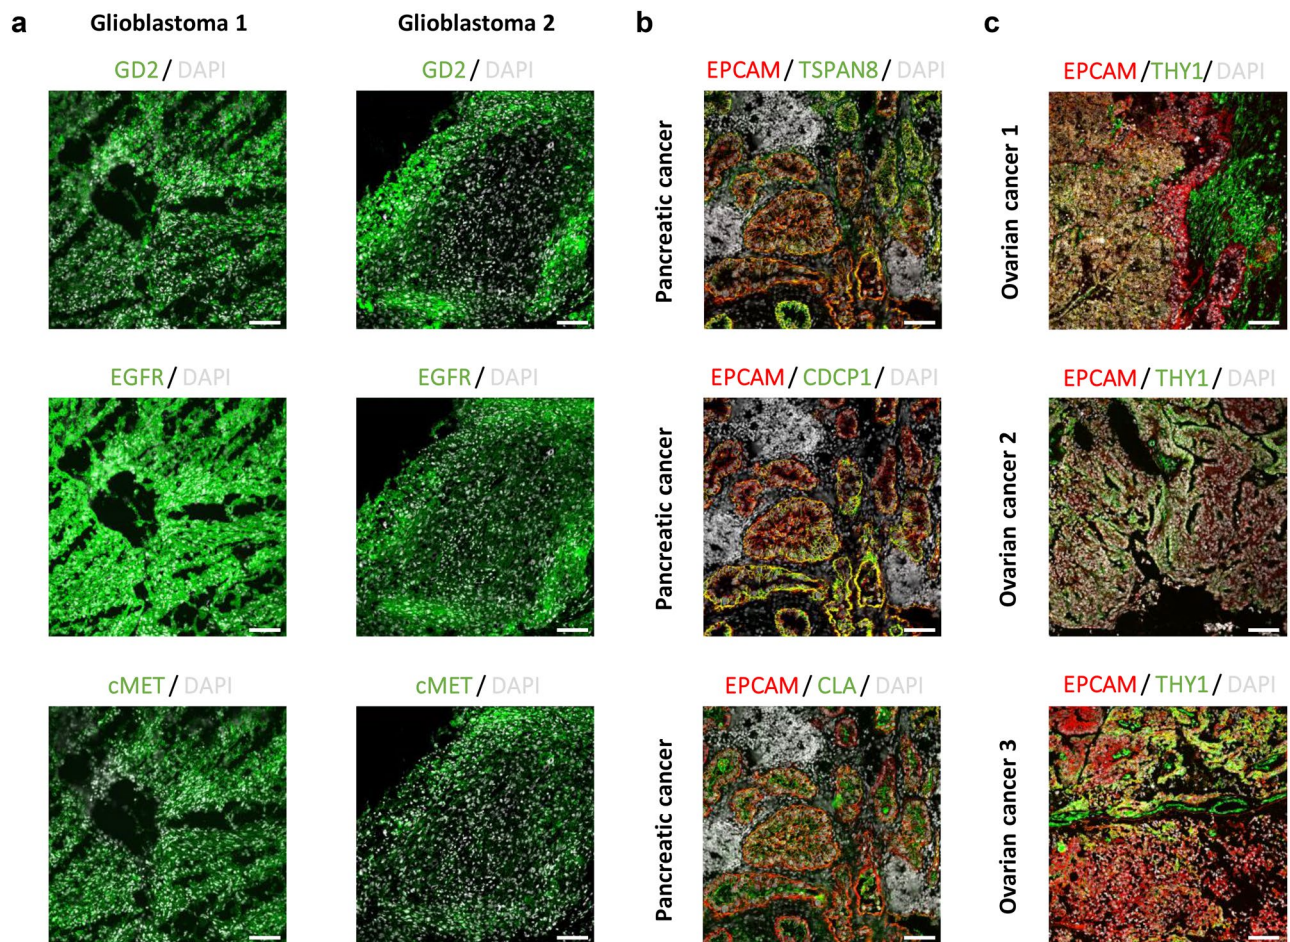 a
Glioblastoma 1
Glioblastoma 2
GD2 / DAPI
GD2 / DAPI
EGFR / DAPI
EGFR / DAPI
cMET / DAPI
cMET / DAPI
b
EPCAM / TSPAN8 / DAPI
Pancreatic cancer
EPCAM / CDCP1 / DAPI
Pancreatic cancer
EPCAM / CLA / DAPI
Pancreatic cancer
c
EPCAM / THY1 / DAPI
Ovarian cancer 1
EPCAM / THY1 / DAPI
Ovarian cancer 2
EPCAM / THY1 / DAPI
Ovarian cancer 3